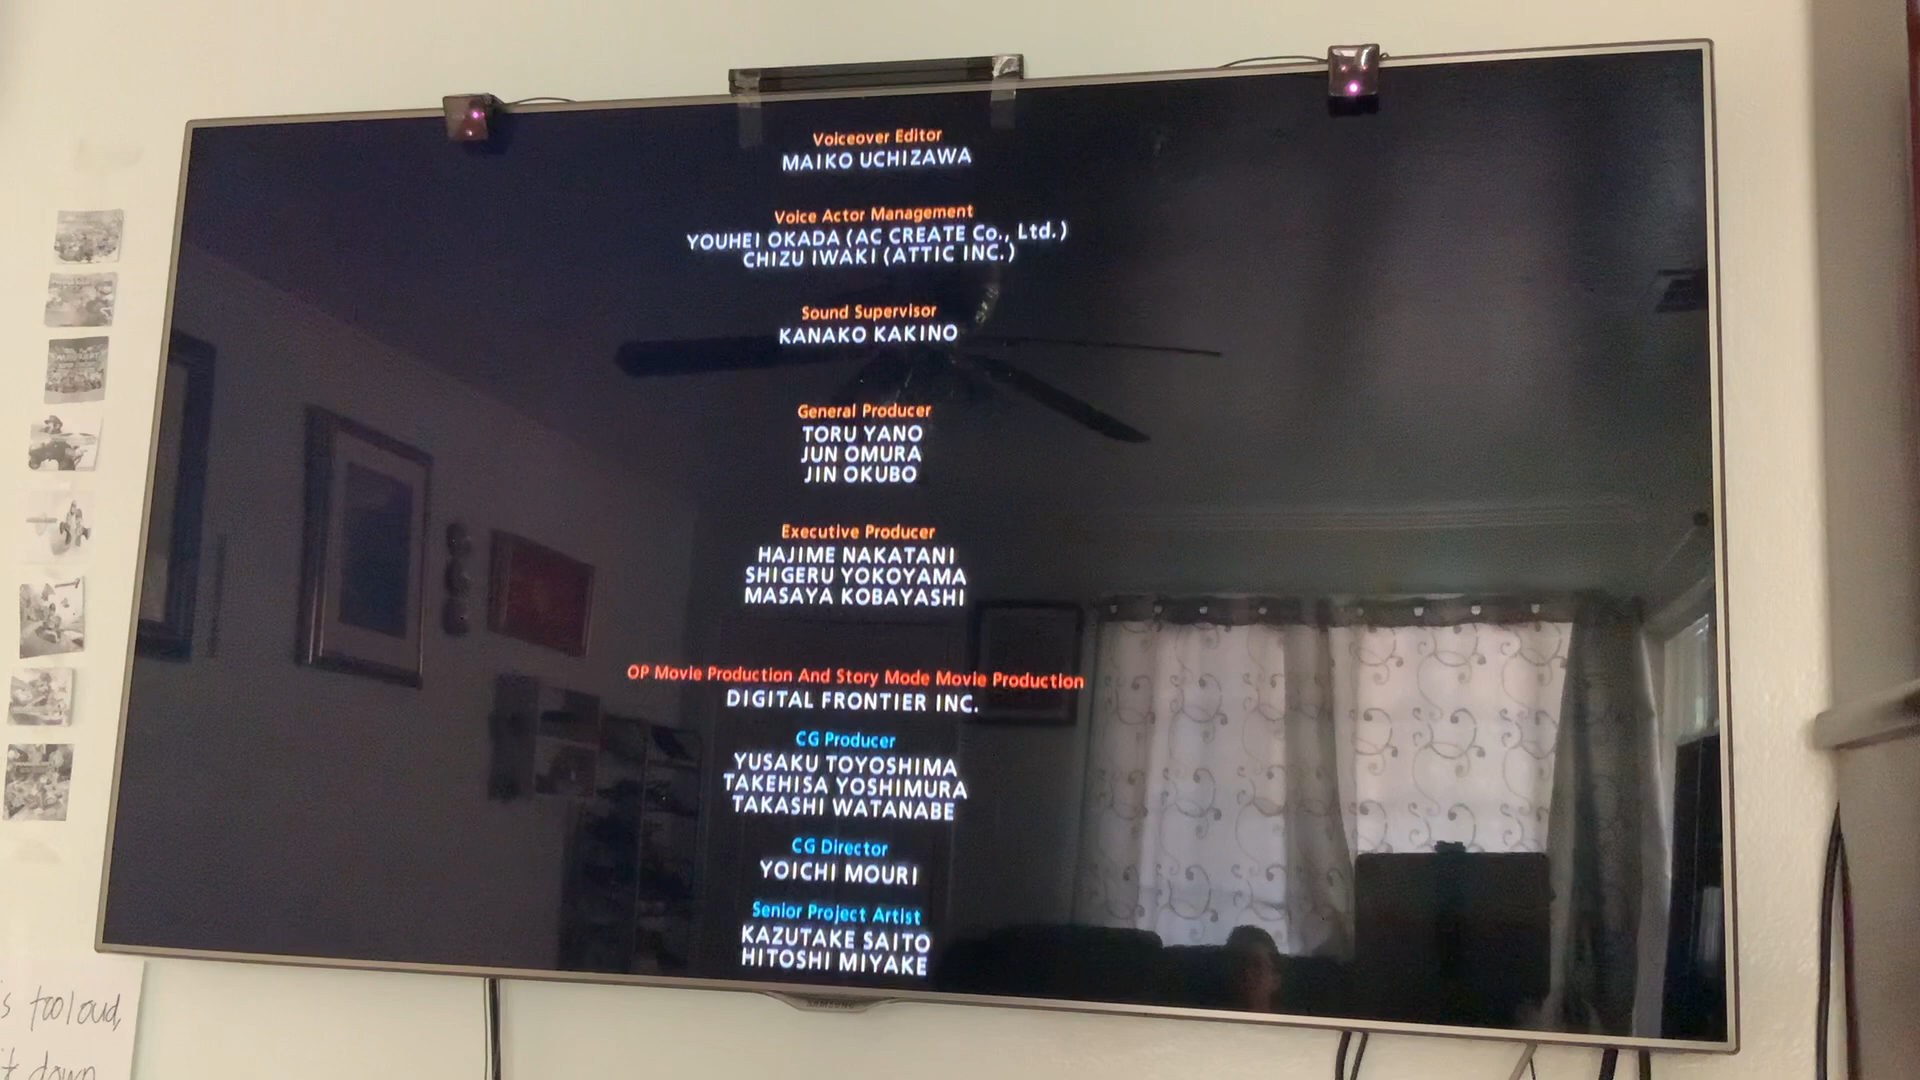 Voiceover Editor
MAIKO UCHIZAWA
Voice Actor Management
YOUHEI OKADA (AC CREATE Co., Ltd.)
CHIZU IWAKI (ATTIC INC.)
Sound Supervisor
KANAKO KAKINO
General Producer
TORU YANO
JUN OMURA
JIN OKUBO
Executive Producer
HAJIME NAKATANI
SHIGERU YOKOYAMA
MASAYA KOBAYASHI
OP Movie Production And Story Mode Movie Production
DIGITAL FRONTIER INC.
CG Producer
YUSAKU TOYOSHIMA
TAKEHISA YOSHIMURA
TAKASHI WATANABE
CG Director
YOICHI MOURI
Senior Project Artist
KAZUTAKE SAITO
HITOSHI MIYAKE
SAMSUNG
s too loud,
it down